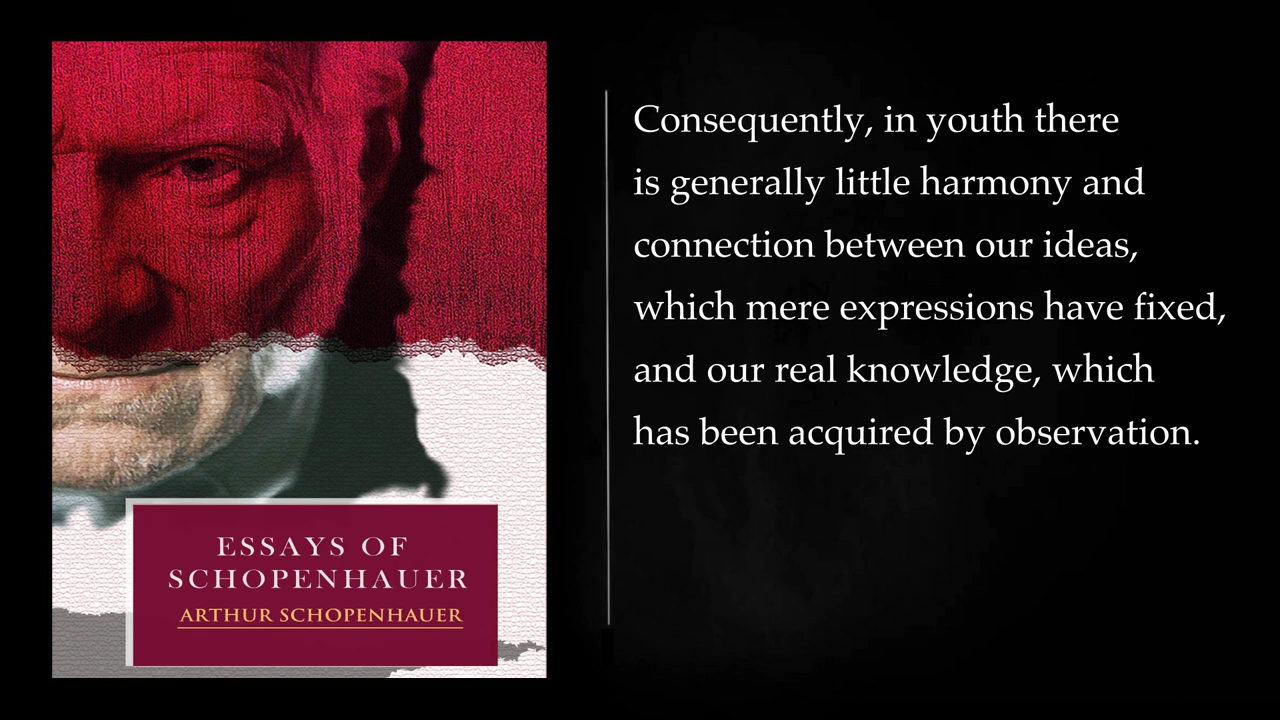 ESSAYS OF
SCHOPENHAUER
ARTHUR SCHOPENHAUER
Consequently, in youth there
is generally little harmony and
connection between our ideas,
which mere expressions have fixed,
and our real knowledge, which
has been acquired by observation.